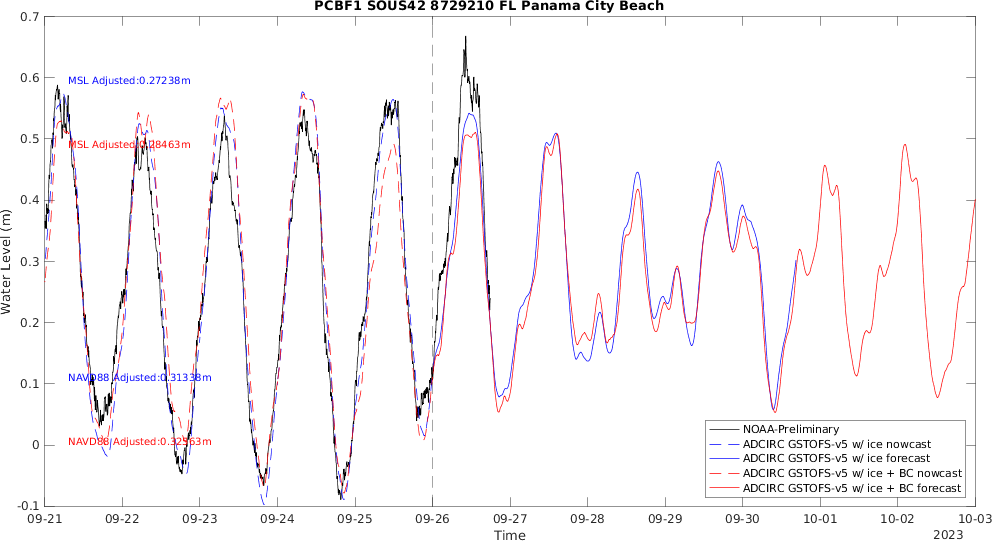 PCBF1 SOUS42 8729210 FL Panama City Beach
Water Level (m)
0.7
0.6
0.5
0.4
0.3
0.2
0.1
0
-0.1
MSL Adjusted:0.27238m
MSL Adjusted:0.28463m
NAVD88 Adjusted:0.31338m
NAVD88 Adjusted:0.32563m
NOAA-Preliminary
ADCIRC GSTOFS-v5 w/ ice nowcast
ADCIRC GSTOFS-v5 w/ ice forecast
ADCIRC GSTOFS-v5 w/ ice + BC nowcast
ADCIRC GSTOFS-v5 w/ ice + BC forecast
09-21 09-22 09-23 09-24 09-25 09-26 09-27 09-28 09-29 09-30 10-01 10-02 10-03
Time
2023